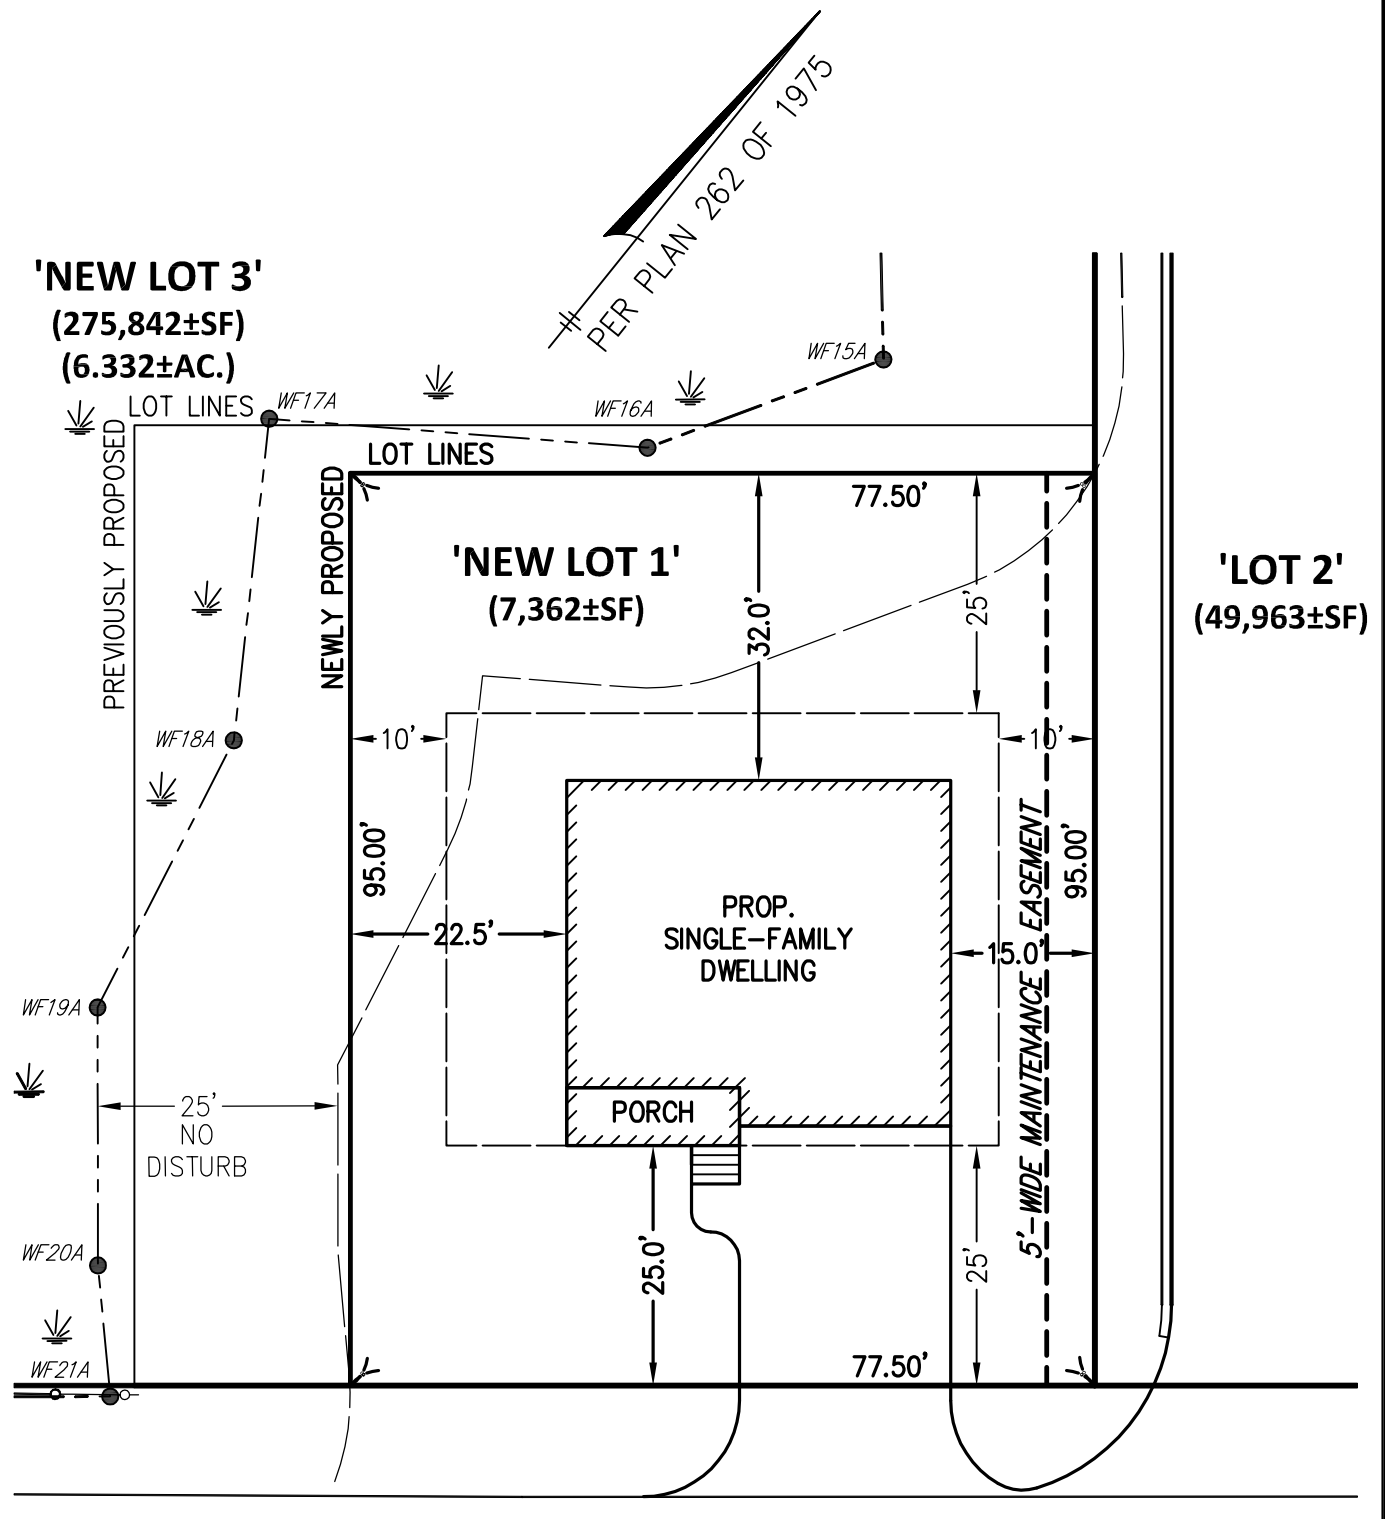 PER PLAN 262 OF 1975
'NEW LOT 3'
(275,842±SF)
(6.332±AC.)
WF15A
WF17A
WF16A
LOT LINES
PREVIOUSLY PROPOSED
LOT LINES
NEWLY PROPOSED
77.50'
'NEW LOT 1'
(7,362±SF)
32.0'
25'
'LOT 2'
(49,963±SF)
WF18A
10'
10'
95.00'
95.00'
5'-WIDE MAINTENANCE EASEMENT
PROP.
SINGLE-FAMILY
DWELLING
22.5'
15.0'
WF19A
25'
NO
DISTURB
PORCH
WF20A
25.0'
25'
WF21A
77.50'